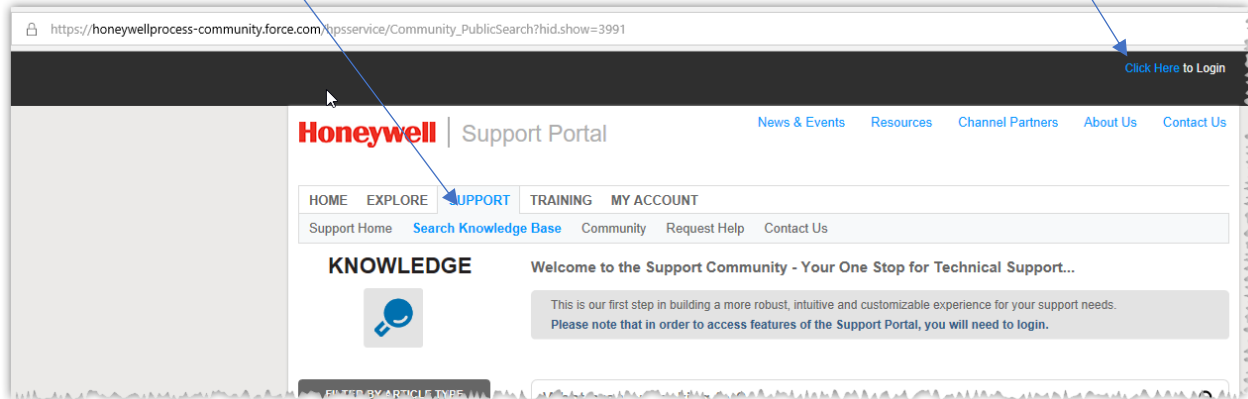 https://honeywellprocess-community.force.com/hpsservice/Community_PublicSearch?hid.show=3991
Click Here to Login
Honeywell | Support Portal
News & Events Resources Channel Partners About Us Contact Us
HOME EXPLORE SUPPORT TRAINING MY ACCOUNT
Support Home Search Knowledge Base Community Request Help Contact Us
KNOWLEDGE
Welcome to the Support Community - Your One Stop for Technical Support...
This is our first step in building a more robust, intuitive and customizable experience for your support needs.
Please note that in order to access features of the Support Portal, you will need to login.
FILTER BY ARTICLE TYPE